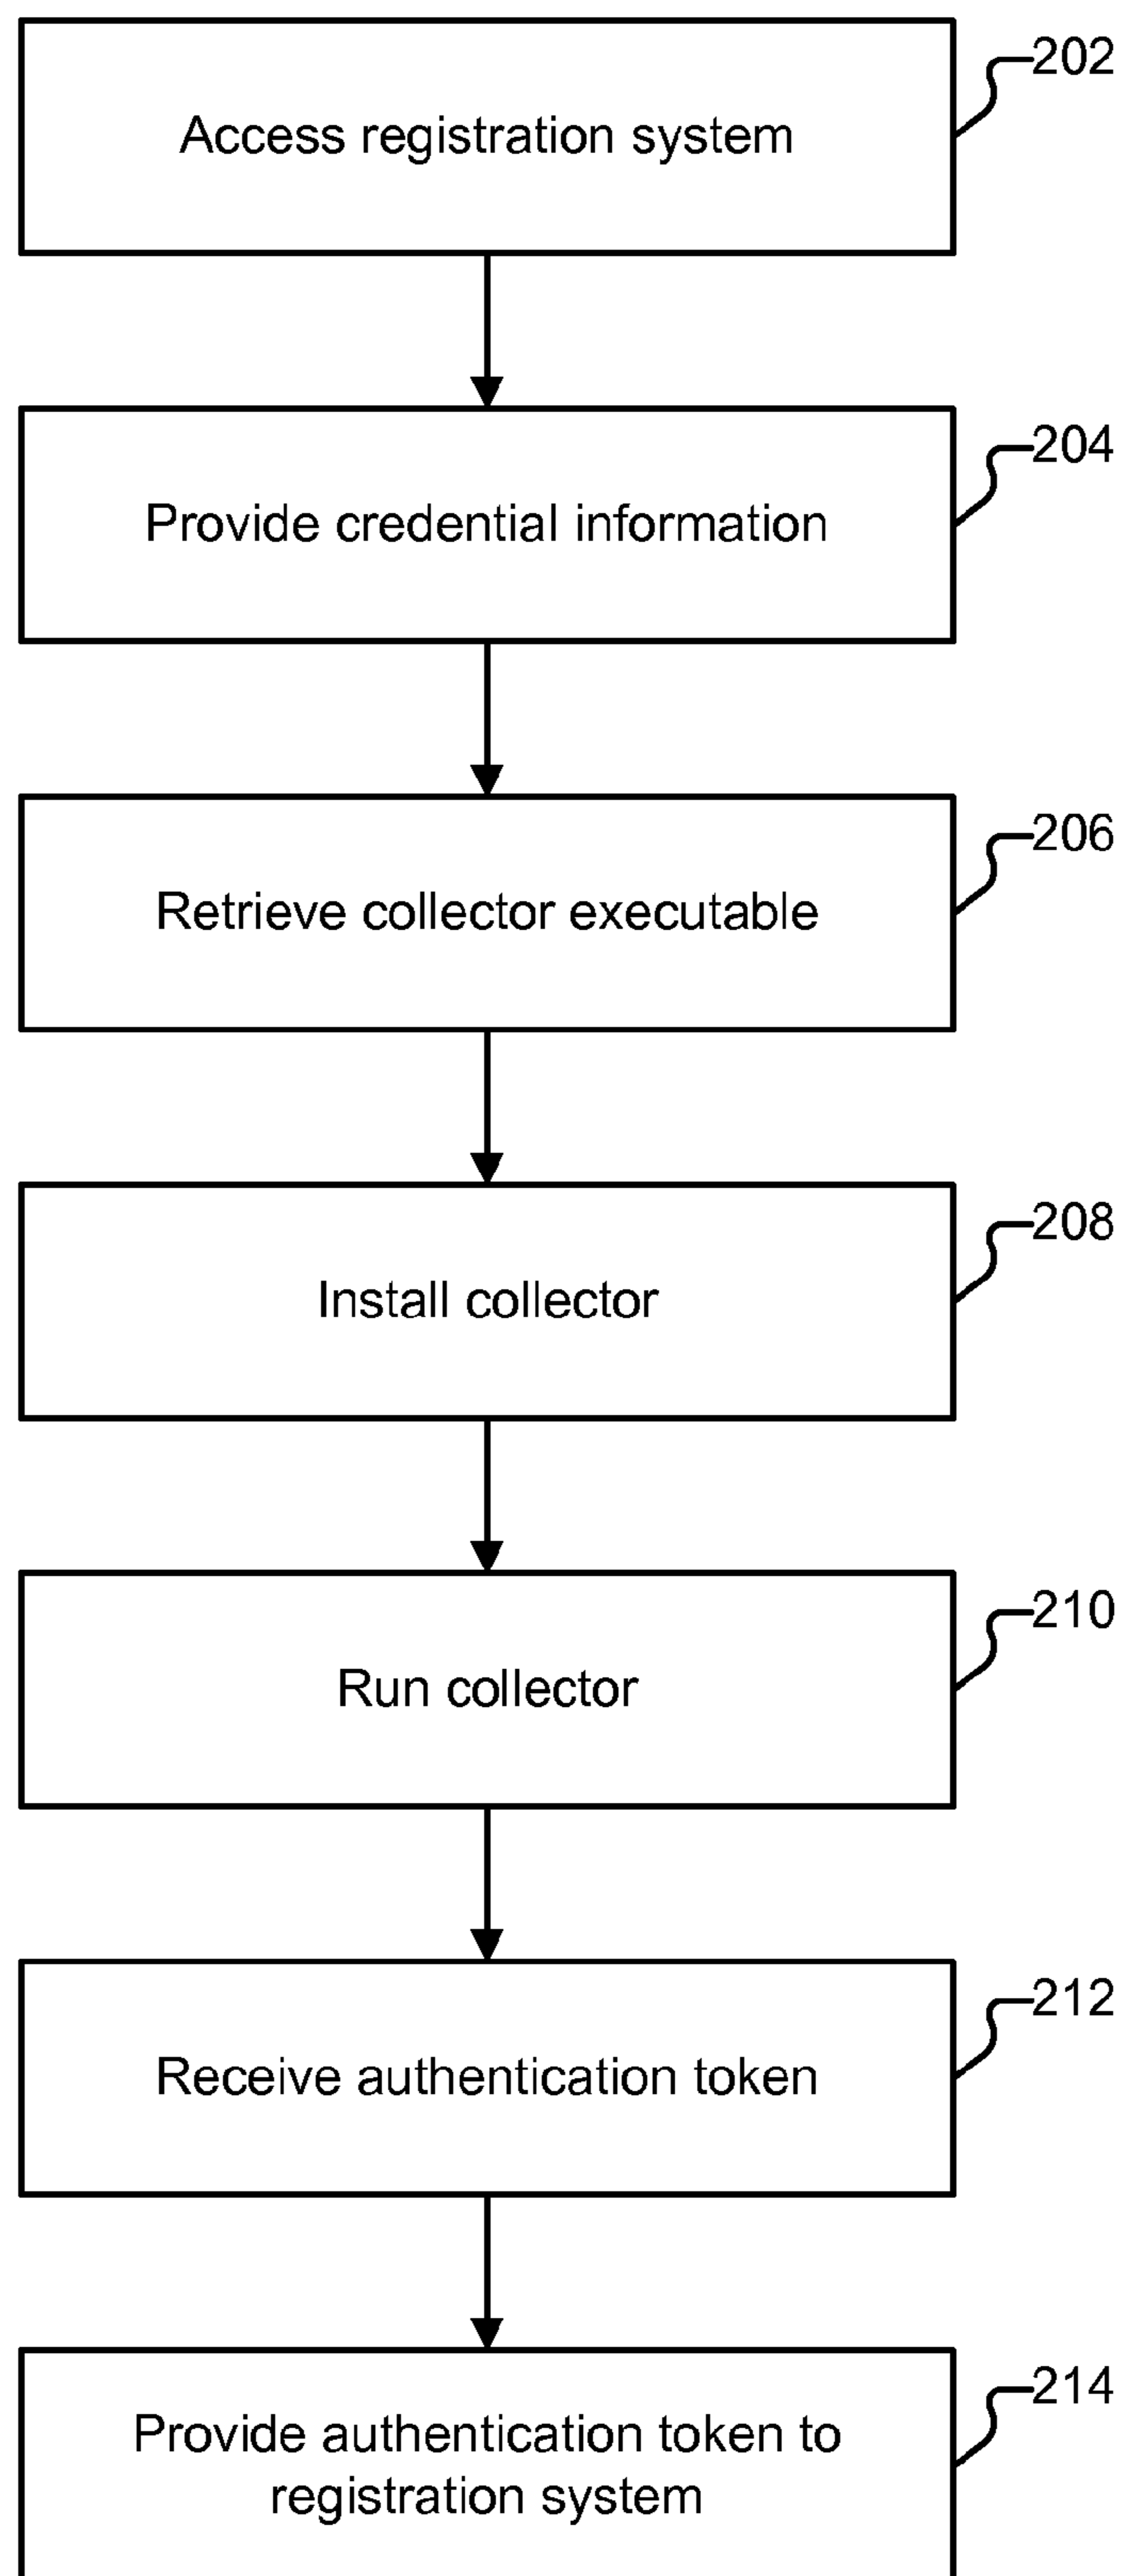 202
Access registration system
204
Provide credential information
206
Retrieve collector executable
208
Install collector
210
Run collector
212
Receive authentication token
214
Provide authentication token to
registration system